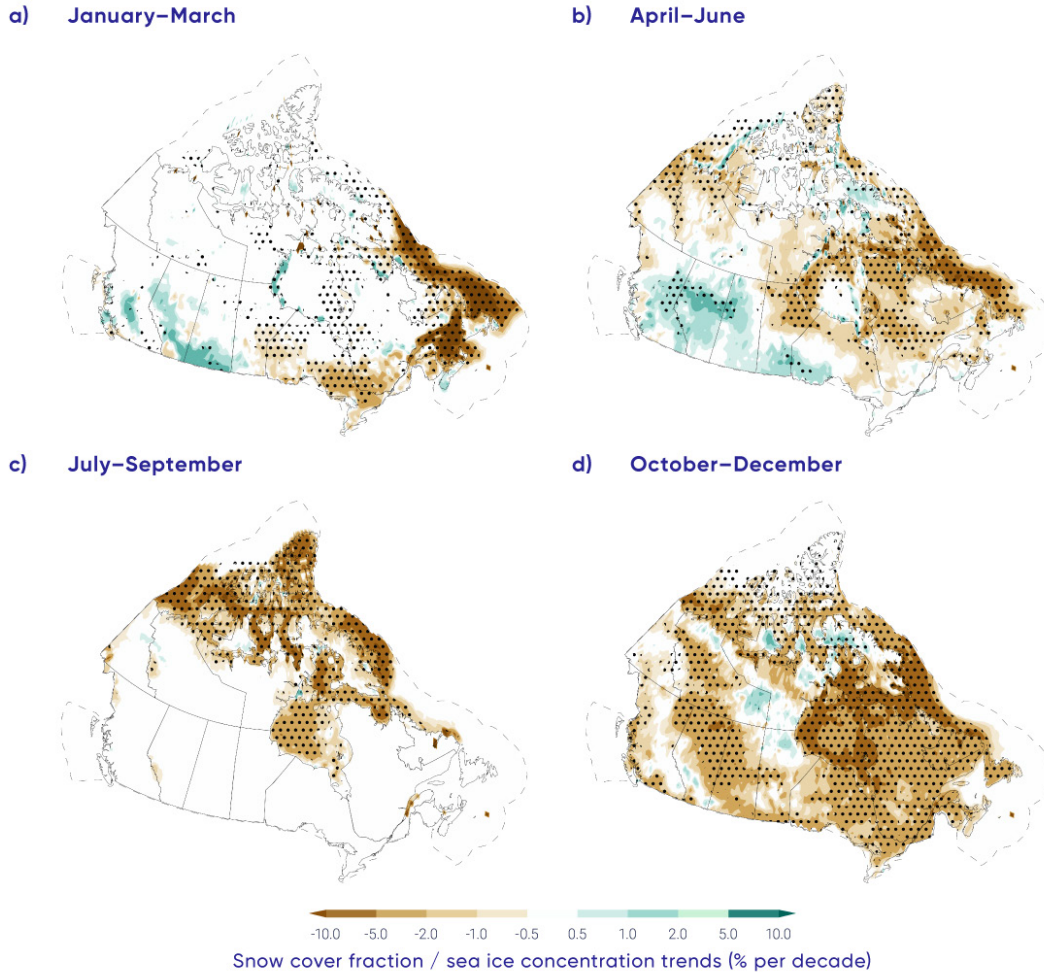 a) January–March
b) April–June
c) July–September
d) October–December
-10.0 -5.0 -2.0 -1.0 -0.5 0.5 1.0 2.0 5.0 10.0
Snow cover fraction / sea ice concentration trends (% per decade)